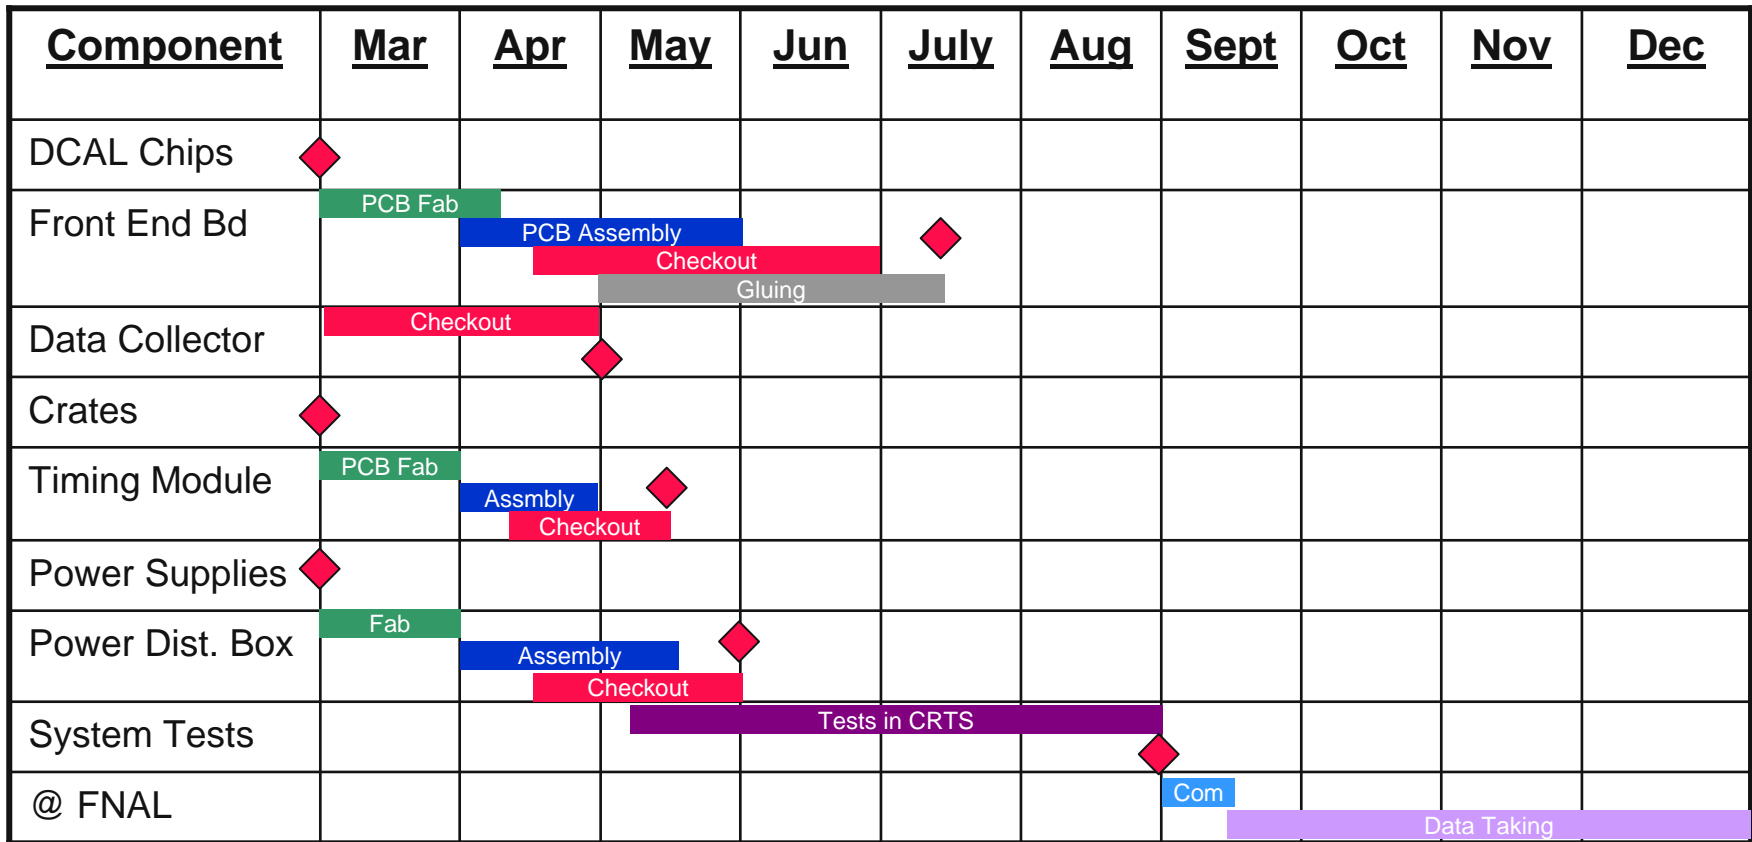 Component Mar Apr May Jun July Aug Sept Oct Nov Dec
DCAL Chips
Front End Bd
PCB Fab
PCB Assembly
Checkout
Gluing
Data Collector
Checkout
Crates
Timing Module
PCB Fab
Assmbly
Checkout
Power Supplies
Power Dist. Box
Fab
Assembly
Checkout
System Tests
Tests in CRTS
@ FNAL
Com
Data Taking